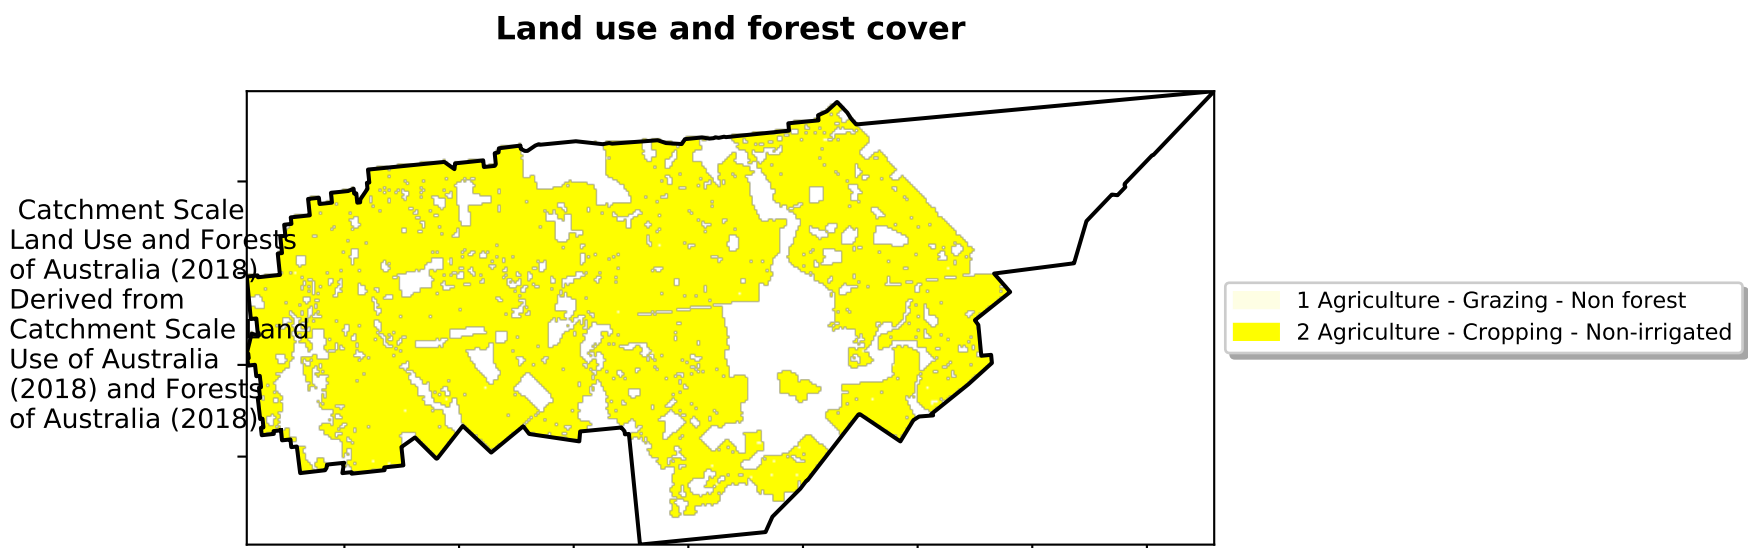 Land use and forest cover
Catchment Scale
Land Use and Forests
of Australia (2018)
Derived from
Catchment Scale Land
Use of Australia
(2018) and Forests
of Australia (2018)
1 Agriculture - Grazing - Non forest
2 Agriculture - Cropping - Non-irrigated